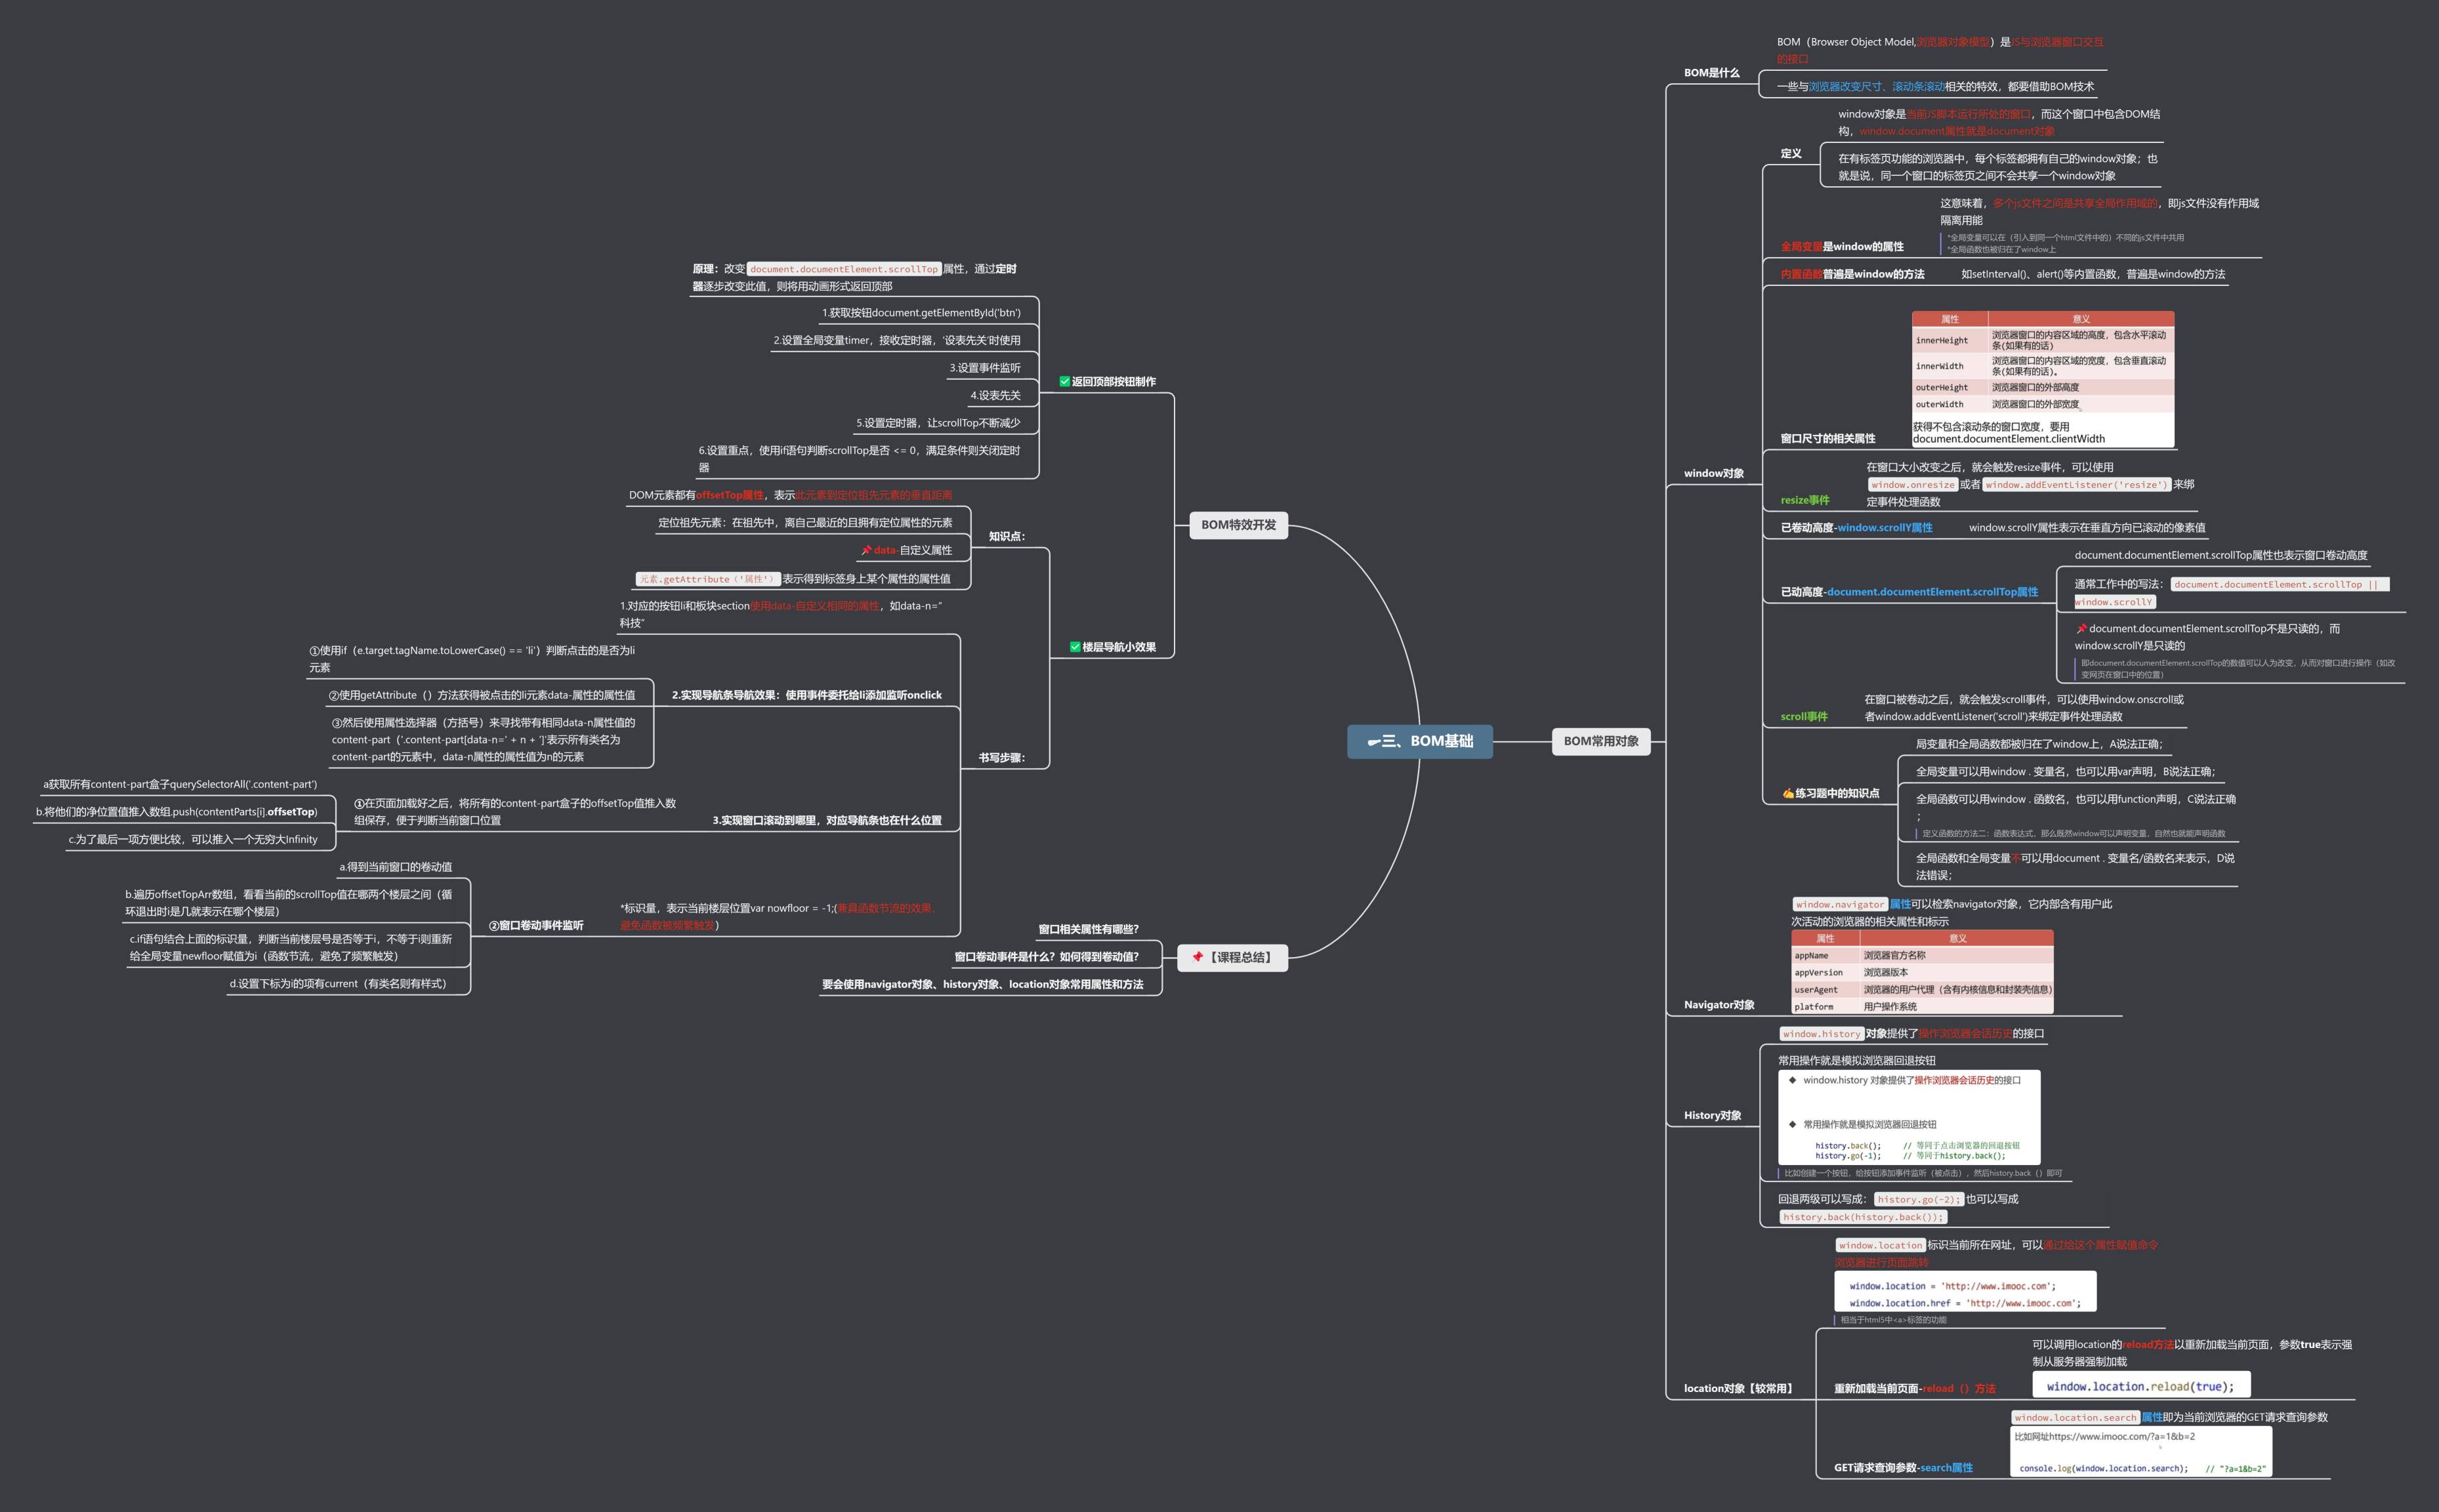 三、BOM基础
BOM常用对象
BOM是什么
BOM（Browser Object Model,浏览器对象模型）是JS与浏览器窗口交互
的接口
一些与浏览器改变尺寸、滚动条滚动相关的特效，都要借助BOM技术
window对象
定义
window对象是当前JS脚本运行所处的窗口，而这个窗口中包含DOM结
构，window.document属性就是document对象
在有标签页功能的浏览器中，每个标签都拥有自己的window对象；也
就是说，同一个窗口的标签页之间不会共享一个window对象
全局变量是window的属性
这意味着，多个js文件之间是共享全局作用域的，即js文件没有作用域
隔离用能
*全局变量可以在（引入到同一个html文件中的）不同的js文件中共用
*全局函数也被归在了window上
内置函数普遍是window的方法
如setInterval()、alert()等内置函数，普遍是window的方法
窗口尺寸的相关属性
属性 意义
innerHeight 浏览器窗口的内容区域的高度，包含水平滚动
条(如果有的话)
innerWidth 浏览器窗口的内容区域的宽度，包含垂直滚动
条(如果有的话)。
outerHeight 浏览器窗口的外部高度
outerWidth 浏览器窗口的外部宽度
获得不包含滚动条的窗口宽度，要用
document.documentElement.clientWidth
resize事件
在窗口大小改变之后，就会触发resize事件，可以使用
window.onresize 或者 window.addEventListener('resize') 来绑
定事件处理函数
已卷动高度-window.scrollY属性
window.scrollY属性表示在垂直方向已滚动的像素值
已动高度-document.documentElement.scrollTop属性
document.documentElement.scrollTop属性也表示窗口卷动高度
通常工作中的写法： document.documentElement.scrollTop ||
window.scrollY
📌document.documentElement.scrollTop不是只读的，而
window.scrollY是只读的
即document.documentElement.scrollTop的数值可以人为改变，从而对窗口进行操作（如改
变网页在窗口中的位置）
scroll事件
在窗口被卷动之后，就会触发scroll事件，可以使用window.onscroll或
者window.addEventListener('scroll')来绑定事件处理函数
✍练习题中的知识点
局变量和全局函数都被归在了window上，A说法正确；
全局变量可以用window . 变量名，也可以用var声明，B说法正确；
全局函数可以用window . 函数名，也可以用function声明，C说法正确
；
定义函数的方法二：函数表达式，那么既然window可以声明变量，自然也就能声明函数
全局函数和全局变量不可以用document . 变量名/函数名来表示，D说
法错误；
Navigator对象
window.navigator 属性可以检索navigator对象，它内部含有用户此
次活动的浏览器的相关属性和标示
属性 意义
appName 浏览器官方名称
appVersion 浏览器版本
userAgent 浏览器的用户代理（含有内核信息和封装壳信息）
platform 用户操作系统
History对象
window.history 对象提供了操作浏览器会话历史的接口
常用操作就是模拟浏览器回退按钮
◆ window.history 对象提供了操作浏览器会话历史的接口
◆ 常用操作就是模拟浏览器回退按钮
history.back(); // 等同于点击浏览器的回退按钮
history.go(-1); // 等同于history.back();
比如创建一个按钮，给按钮添加事件监听（被点击），然后history.back（）即可
回退两级可以写成： history.go(-2); 也可以写成
history.back(history.back());
location对象【较常用】
window.location 标识当前所在网址，可以通过给这个属性赋值命令
浏览器进行页面跳转
window.location = 'http://www.imooc.com';
window.location.href = 'http://www.imooc.com';
相当于html5中<a>标签的功能
重新加载当前页面-reload（）方法
可以调用location的reload方法以重新加载当前页面，参数true表示强
制从服务器强制加载
window.location.reload(true);
GET请求查询参数-search属性
window.location.search 属性即为当前浏览器的GET请求查询参数
比如网址https://www.imooc.com/?a=1&b=2
console.log(window.location.search); // "?a=1&b=2"
BOM特效开发
✅返回顶部按钮制作
原理：改变 document.documentElement.scrollTop 属性，通过定时
器逐步改变此值，则将用动画形式返回顶部
1.获取按钮document.getElementById('btn')
2.设置全局变量timer，接收定时器，'设表先关'时使用
3.设置事件监听
4.设表先关
5.设置定时器，让scrollTop不断减少
6.设置重点，使用if语句判断scrollTop是否 <= 0，满足条件则关闭定时
器
✅楼层导航小效果
知识点：
DOM元素都有offsetTop属性，表示此元素到定位祖先元素的垂直距离
定位祖先元素：在祖先中，离自己最近的且拥有定位属性的元素
📌data-自定义属性
元素.getAttribute（'属性'） 表示得到标签身上某个属性的属性值
书写步骤：
1.对应的按钮li和板块section使用data-自定义相同的属性，如data-n=“
科技”
2.实现导航条导航效果：使用事件委托给li添加监听onclick
①使用if（e.target.tagName.toLowerCase() == 'li'）判断点击的是否为li
元素
②使用getAttribute（）方法获得被点击的li元素data-属性的属性值
③然后使用属性选择器（方括号）来寻找带有相同data-n属性值的
content-part（'.content-part[data-n=' + n + ']'表示所有类名为
content-part的元素中，data-n属性的属性值为n的元素
3.实现窗口滚动到哪里，对应导航条也在什么位置
①在页面加载好之后，将所有的content-part盒子的offsetTop值推入数
组保存，便于判断当前窗口位置
a获取所有content-part盒子querySelectorAll('.content-part')
b.将他们的净位置值推入数组.push(contentParts[i].offsetTop)
c.为了最后一项方便比较，可以推入一个无穷大Infinity
②窗口卷动事件监听
*标识量，表示当前楼层位置var nowfloor = -1;(兼具函数节流的效果，
避免函数被频繁触发)
a.得到当前窗口的卷动值
b.遍历offsetTopArr数组，看看当前的scrollTop值在哪两个楼层之间（循
环退出时i是几就表示在哪个楼层）
c.if语句结合上面的标识量，判断当前楼层号是否等于i，不等于i则重新
给全局变量newfloor赋值为i（函数节流，避免了频繁触发）
d.设置下标为i的项有current（有类名则有样式）
📌【课程总结】
窗口相关属性有哪些？
窗口卷动事件是什么？如何得到卷动值？
要会使用navigator对象、history对象、location对象常用属性和方法